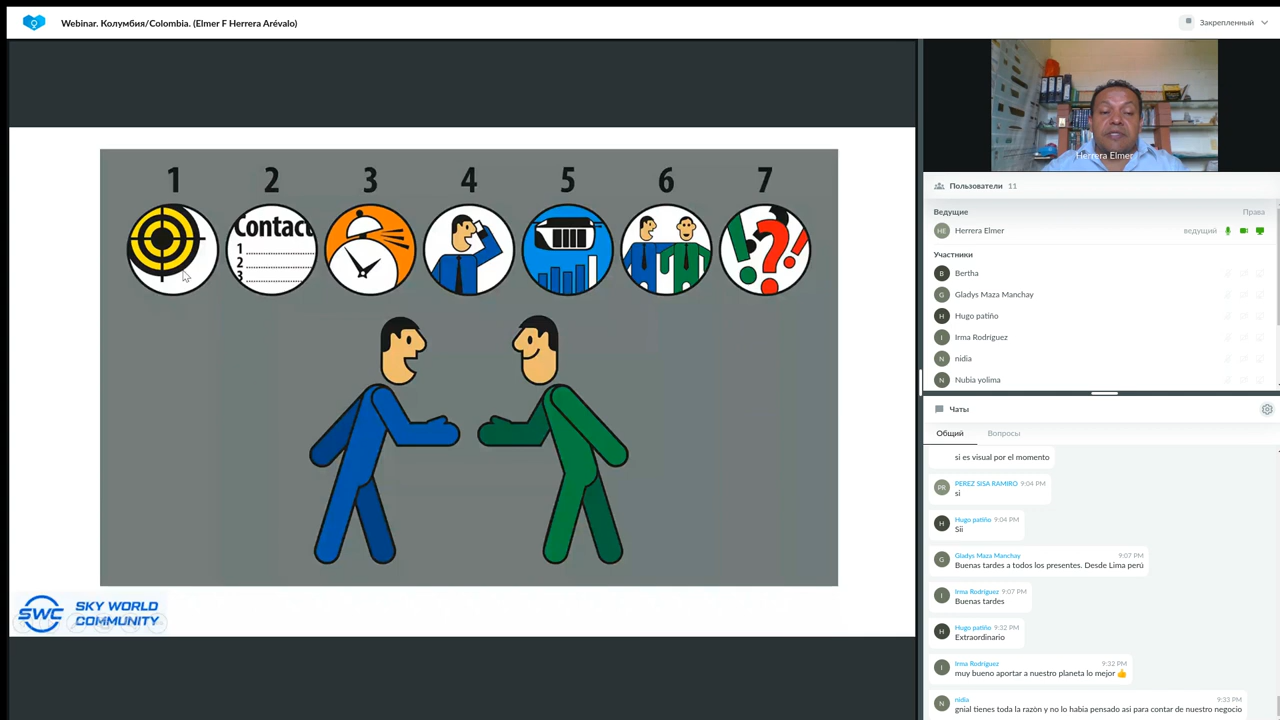 Webinar. Колумбия/Colombia. (Elmer F Herrera Arévalo)
Закрепленный
1 2 3 4 5 6 7
Contact
1
2
3
SKY WORLD
COMMUNITY
SWC
Herrera Elmer
Пользователи 11
Ведущие Права
HE Herrera Elmer ведущий
Участники
B Bertha
G Gladys Maza Manchay
H Hugo patiño
I Irma Rodríguez
N nidia
N Nubia yolima
Чаты
Общий Вопросы
si es visual por el momento
PR PEREZ SISA RAMIRO 9:04 PM
si
H Hugo patiño 9:04 PM
Sii
G Gladys Maza Manchay 9:07 PM
Buenas tardes a todos los presentes. Desde Lima perú
I Irma Rodríguez 9:07 PM
Buenas tardes
H Hugo patiño 9:32 PM
Extraordinario
I Irma Rodríguez 9:32 PM
muy bueno aportar a nuestro planeta lo mejor 👍
N nidia 9:33 PM
gnial tienes toda la razón y no lo habia pensado asi para contar de nuestro negocio